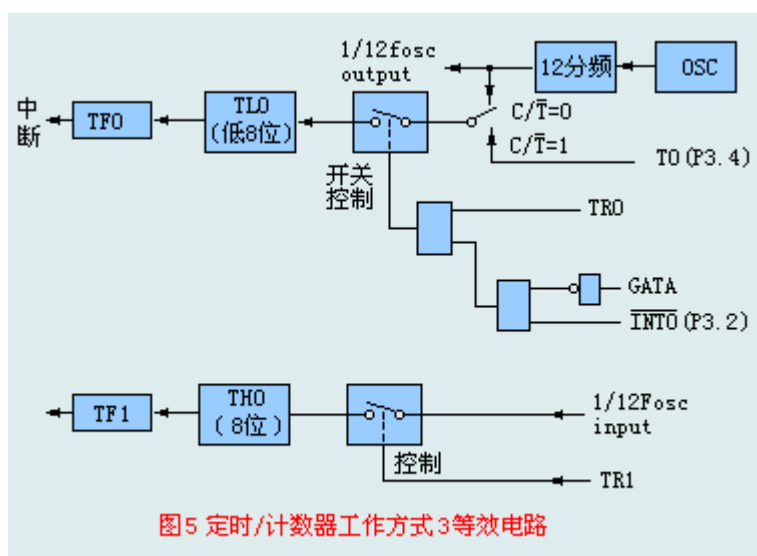 1/12fosc
output
12分频
OSC
中
断
TF0
TL0
(低8位)
C/T̅=0
C/T̅=1
T0(P3.4)
开关
控制
TR0
GATA
I̅N̅T̅0̅(P3.2)
TF1
TH0
(8位)
1/12Fosc
input
控制
TR1
图5 定时/计数器工作方式3等效电路